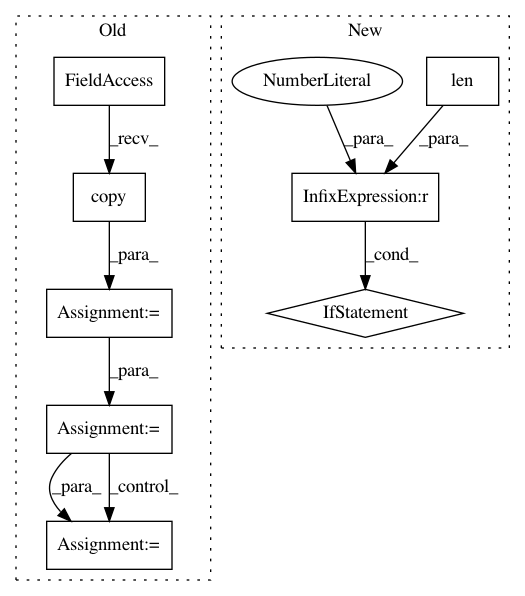 Old
New
FieldAccess
NumberLiteral
len
_recv_
_para_
_para_
copy
InfixExpression:r
_para_
_cond_
Assignment:=
IfStatement
_para_
Assignment:=
_para_
_control_
Assignment:=